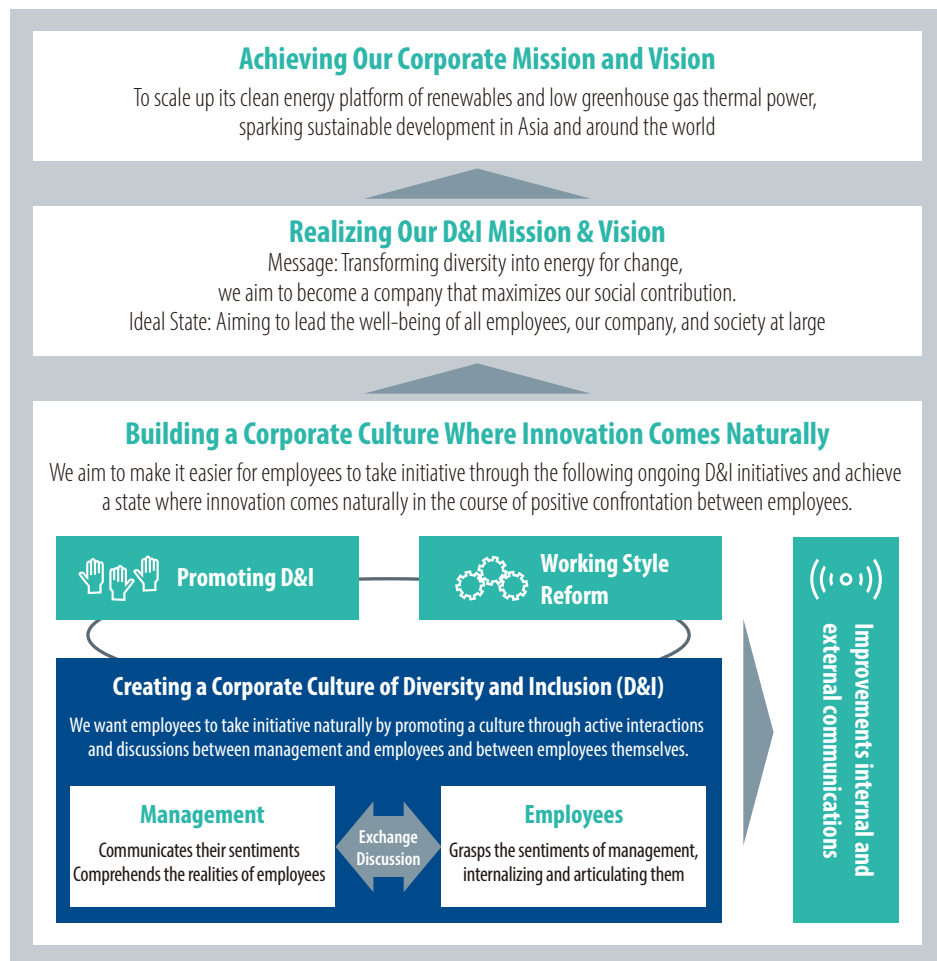 Achieving Our Corporate Mission and Vision
To scale up its clean energy platform of renewables and low greenhouse gas thermal power,
sparking sustainable development in Asia and around the world
Realizing Our D&I Mission & Vision
Message: Transforming diversity into energy for change,
we aim to become a company that maximizes our social contribution.
Ideal State: Aiming to lead the well-being of all employees, our company, and society at large
Building a Corporate Culture Where Innovation Comes Naturally
We aim to make it easier for employees to take initiative through the following ongoing D&I initiatives and achieve
a state where innovation comes naturally in the course of positive confrontation between employees.
Promoting D&I
Working Style
Reform
Creating a Corporate Culture of Diversity and Inclusion (D&I)
We want employees to take initiative naturally by promoting a culture through active interactions
and discussions between management and employees and between employees themselves.
Management
Communicates their sentiments
Comprehends the realities of employees
Exchange
Discussion
Employees
Grasps the sentiments of management,
internalizing and articulating them
Improvements internal and
external communications